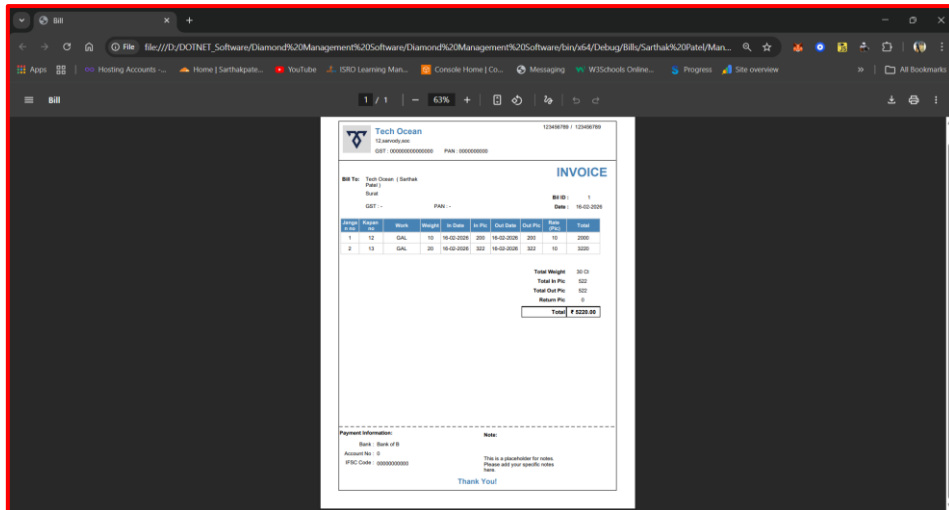 Bill
File file:///D:/DOTNET_Software/Diamond%20Management%20Software/Diamond%20Management%20Software/bin/x64/Debug/Bills/Sarthak%20Patel/Man...
Apps Hosting Accounts -... Home | Sarthakpate... YouTube ISRO Learning Man... Console Home | Co... Messaging W3Schools Online... Progress Site overview » All Bookmarks
Bill 1 / 1 63%
Tech Ocean 123456789 / 123456789
GST : 000000000000000 PAN : 0000000000
INVOICE
Bill To: Tech Ocean ( Sarthak
Patel )
Surat
Bill ID : 1
GST : - PAN : - Date : 16-02-2026
Janga Kapan Work Weight In Date In Pic Out Date Out Pic Rate Total
n no no (Pic)
1 12 GAL 10 16-02-2026 200 16-02-2026 200 10 2000
2 13 GAL 20 16-02-2026 322 16-02-2026 322 10 3220
Total Weight 30 Ct
Total In Pic 522
Total Out Pic 522
Return Pic 0
Total ₹ 5220.00
Payment Information: Note:
Bank : Bank of B
Account No : 0
IFSC Code : 00000000000
This is a placeholder for notes.
Please add your specific notes
here.
Thank You!